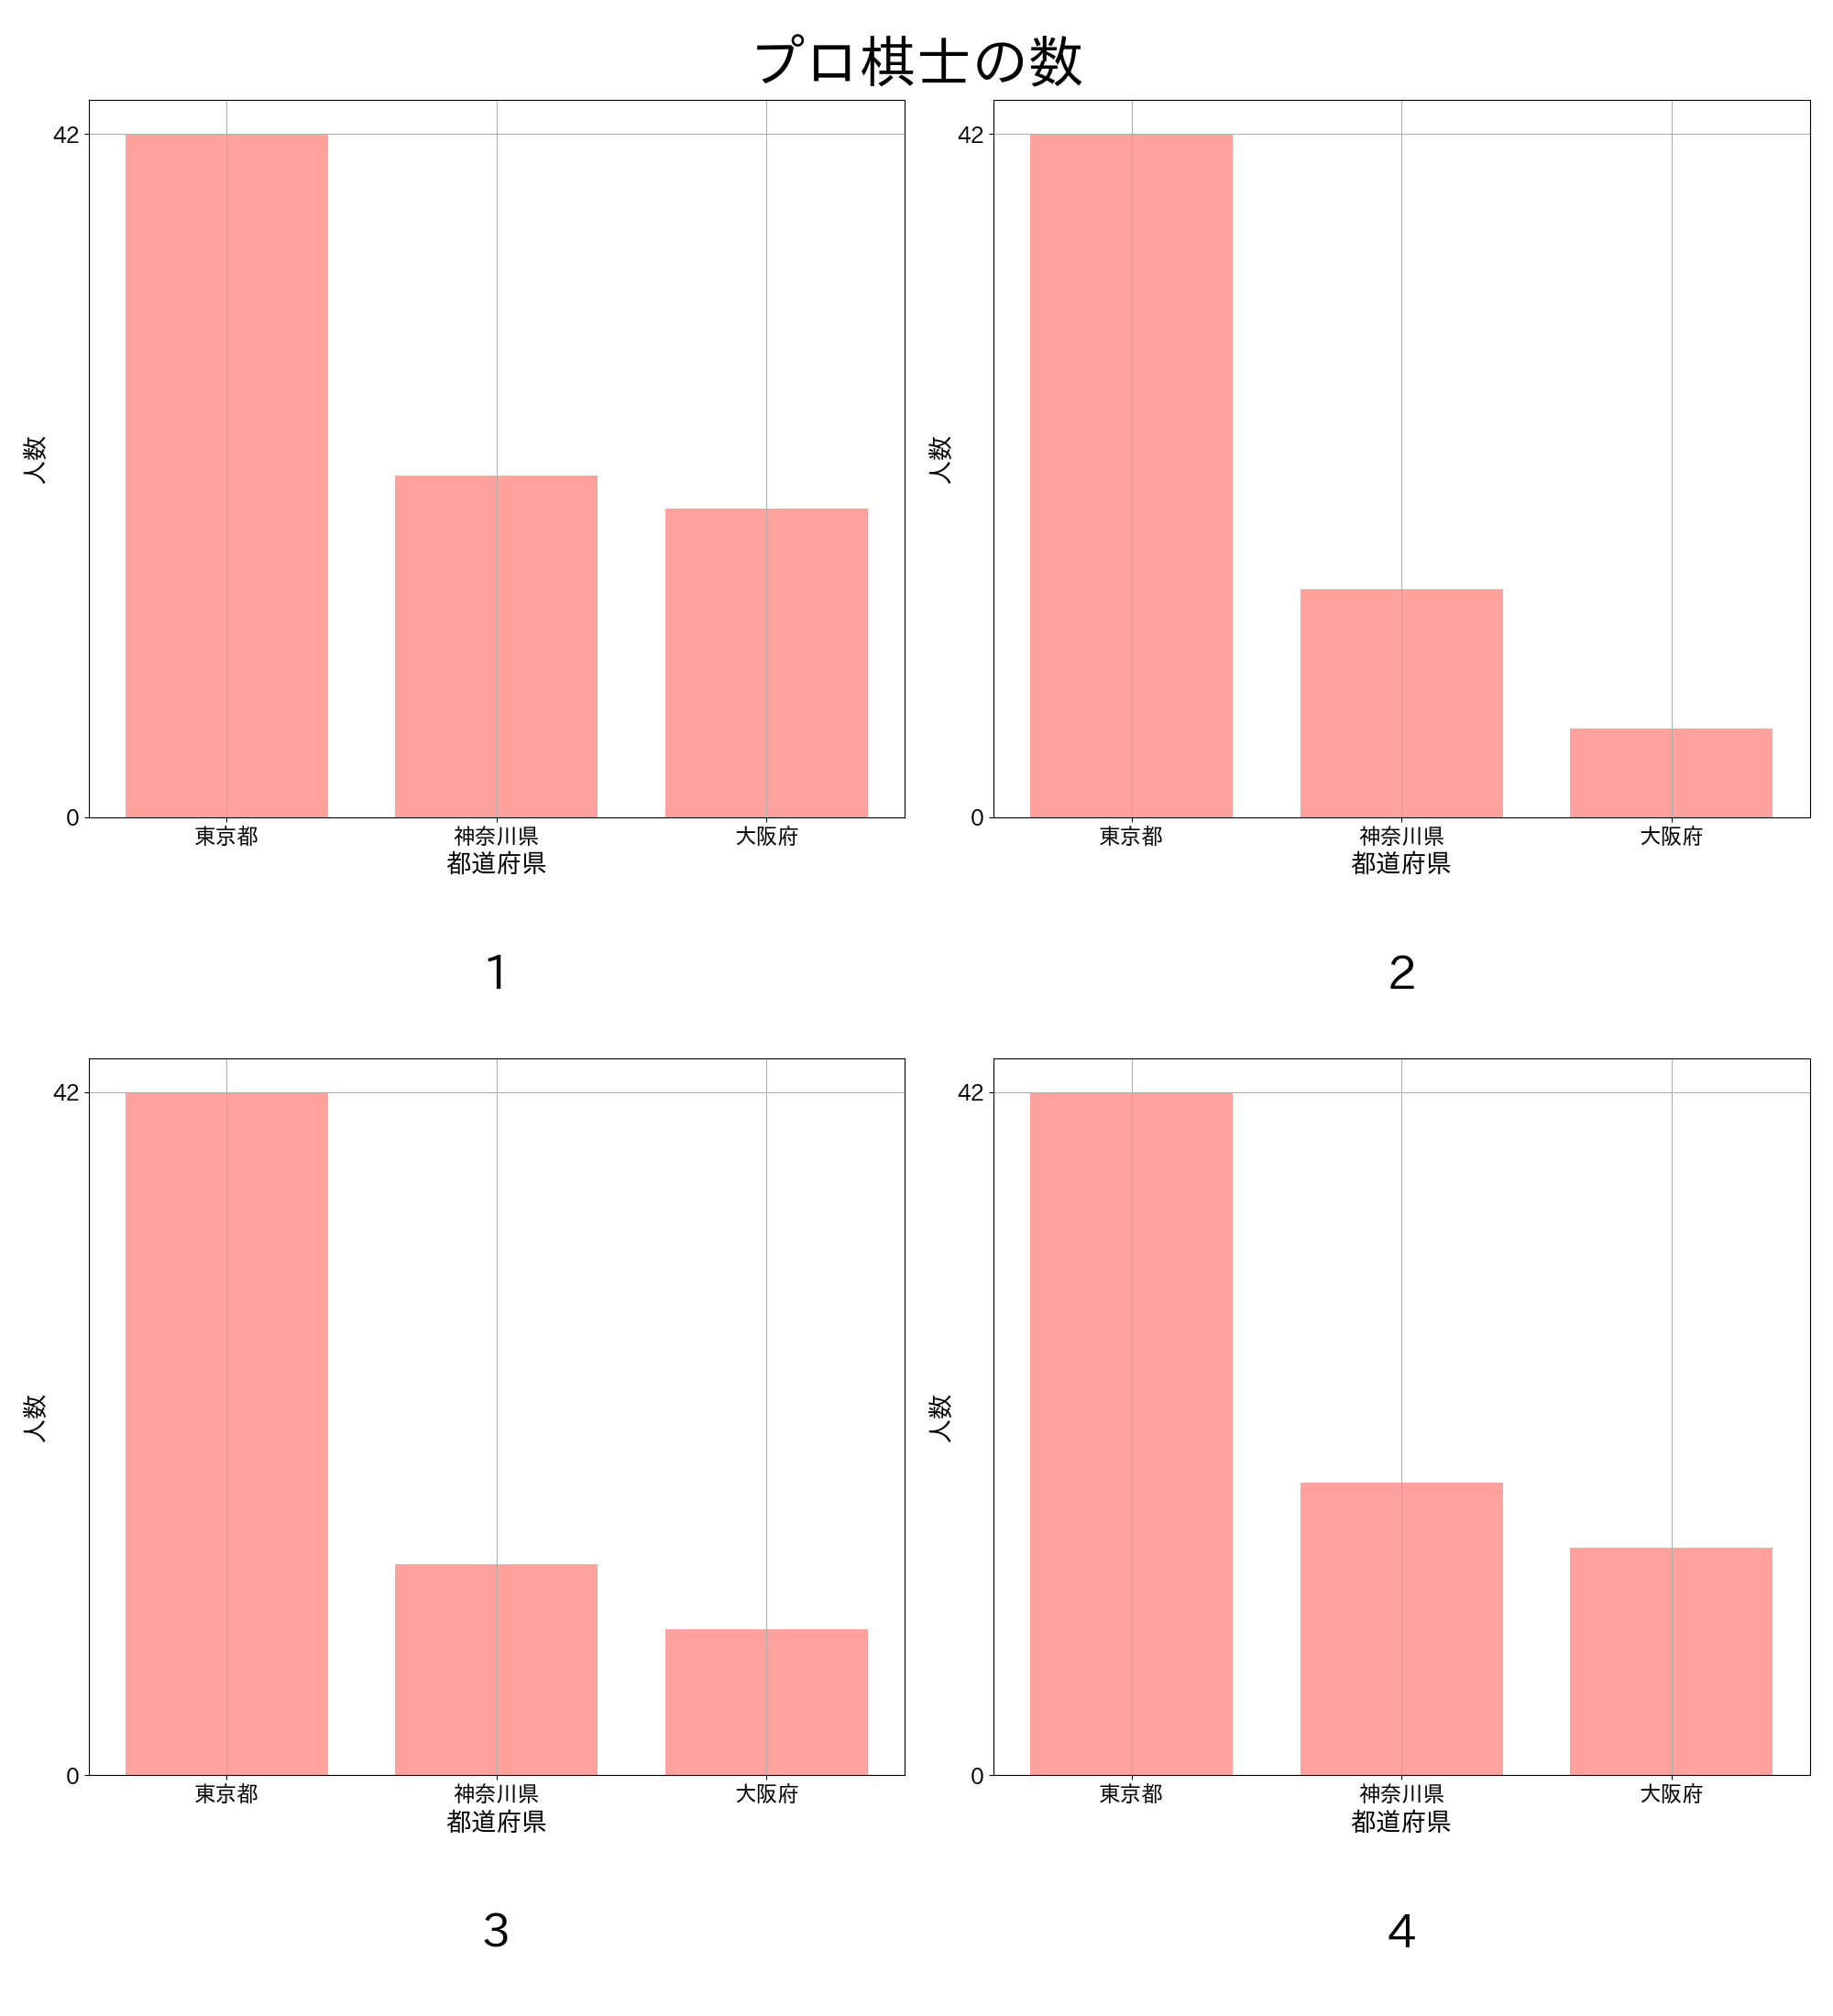 プロ棋士の数
42
人数
0
東京都 神奈川県 大阪府
都道府県
1
42
人数
0
東京都 神奈川県 大阪府
都道府県
2
42
人数
0
東京都 神奈川県 大阪府
都道府県
3
42
人数
0
東京都 神奈川県 大阪府
都道府県
4